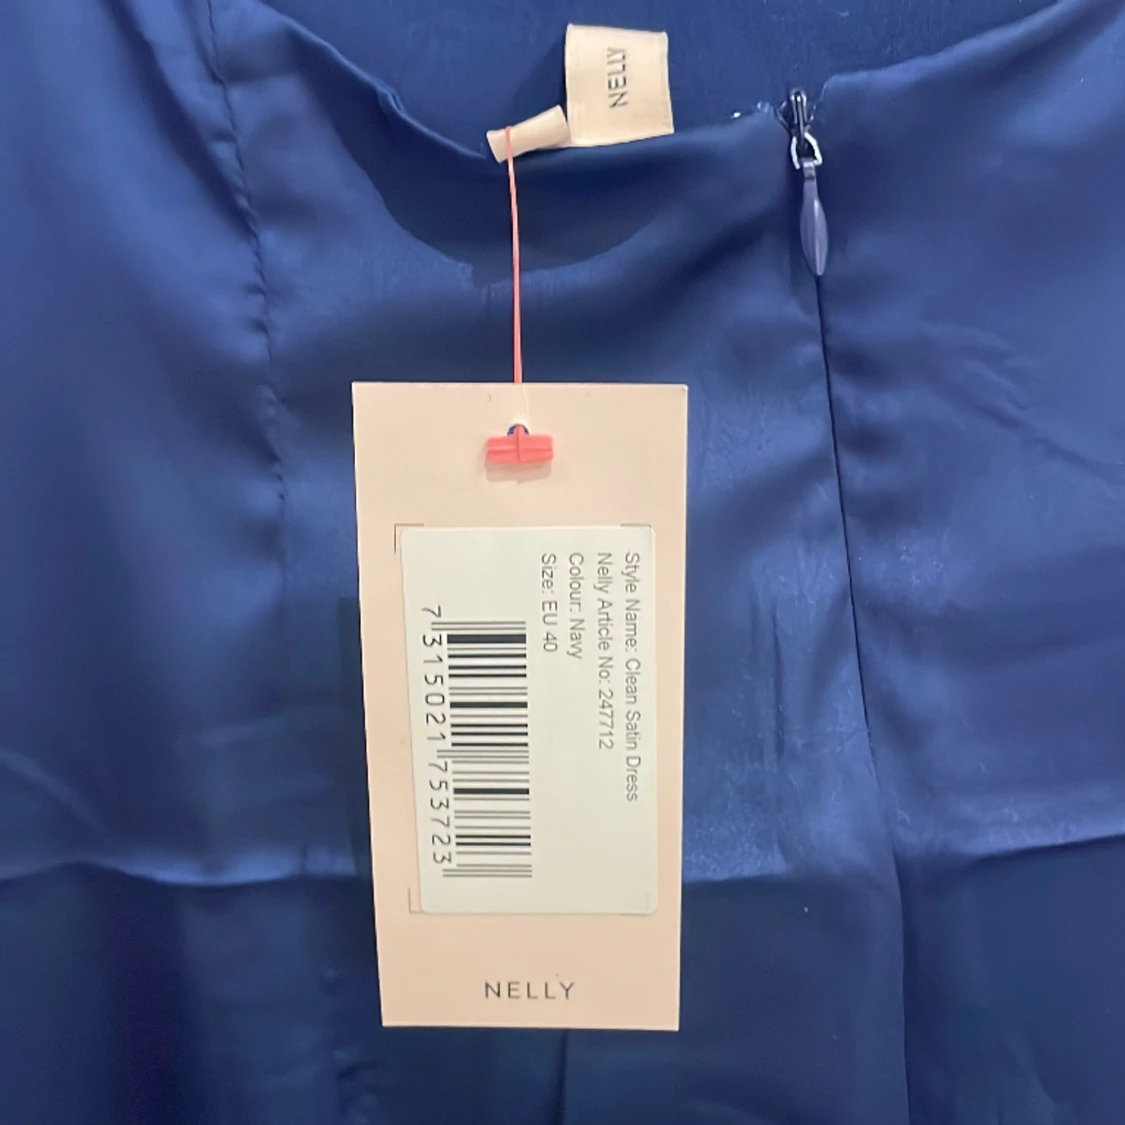 NELLY
Style Name: Clean Satin Dress
Nelly Article No: 247712
Colour: Navy
Size: EU 40
7 315021 753723
NELLY